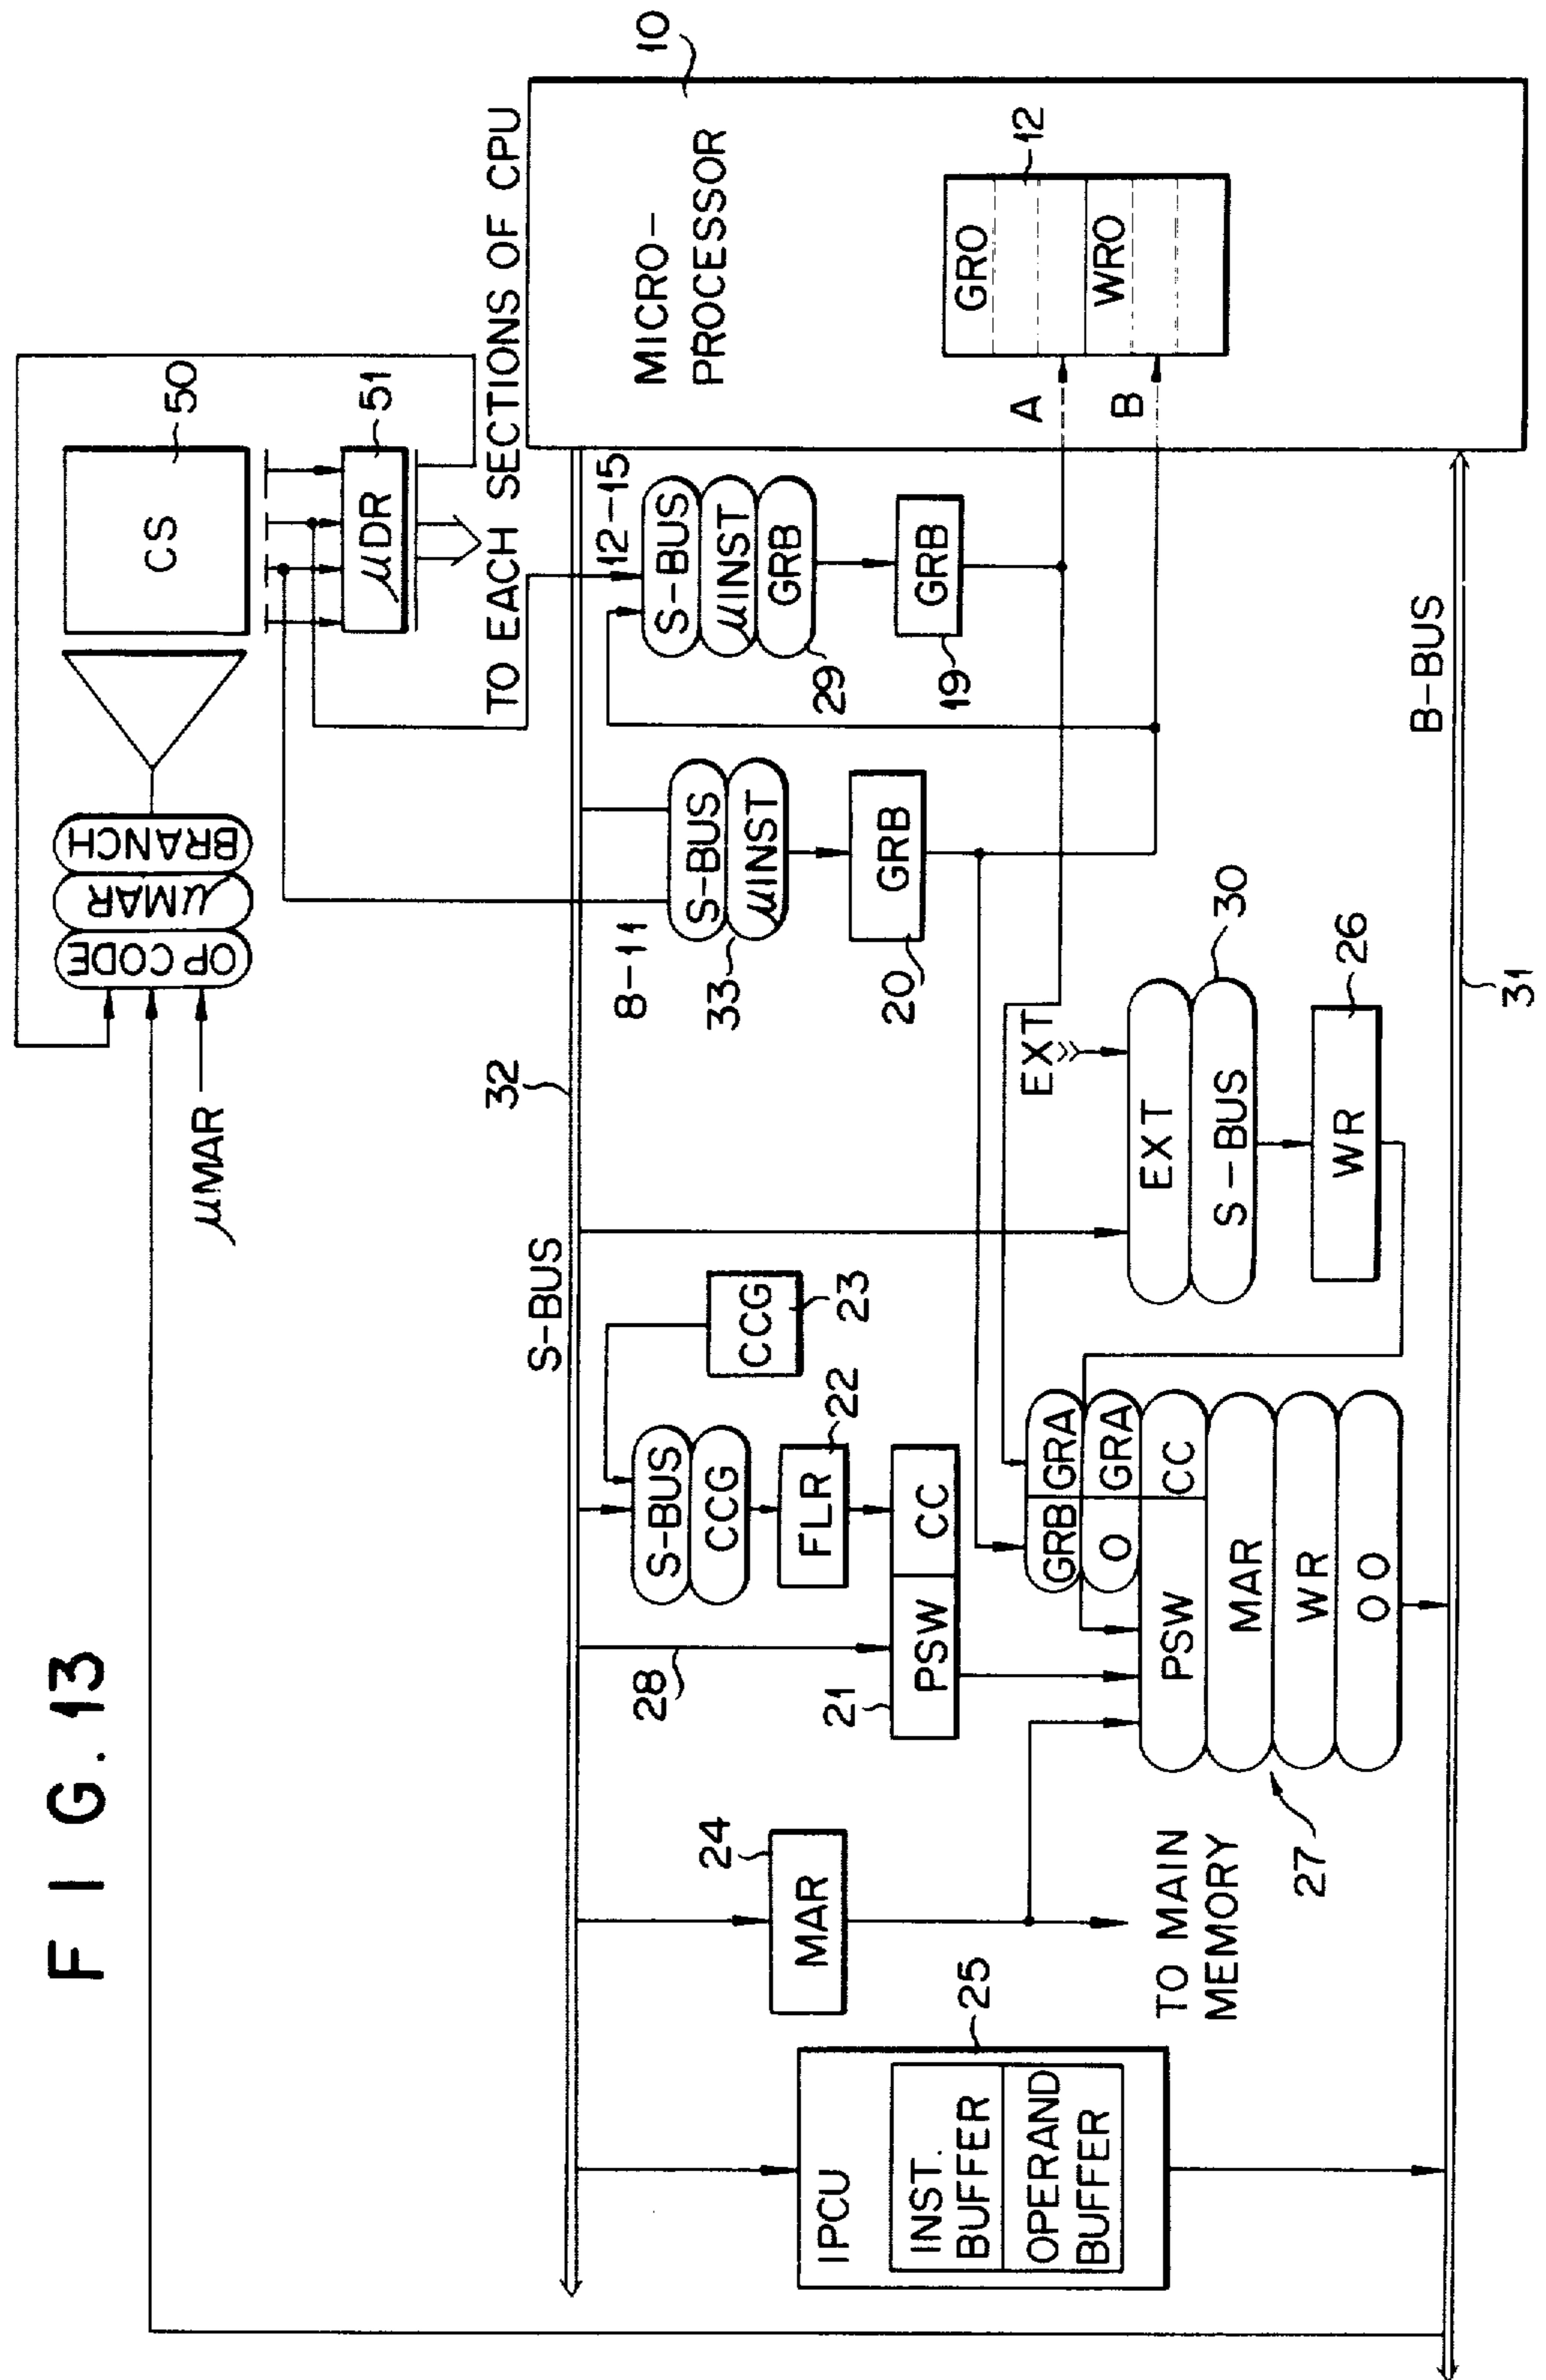 FIG. 13
OP CODE
μMAR
BRANCH
μMAR
CS
50
μDR
51
TO EACH SECTIONS OF CPU
S-BUS
32
8-11
12-15
10
MICRO-
PROCESSOR
GRO
WRO
12
A
B
S-BUS
μINST
33
GRB
20
S-BUS
μINST
GRB
29
GRB
19
IPCU
25
INST.
BUFFER
OPERAND
BUFFER
MAR
24
TO MAIN
MEMORY
28
S-BUS
CCG
CCG
23
FLR
22
PSW
CC
21
GRB
GRA
O
GRA
PSW
CC
MAR
WR
OO
27
EXT
EXT
S-BUS
30
WR
26
B-BUS
31